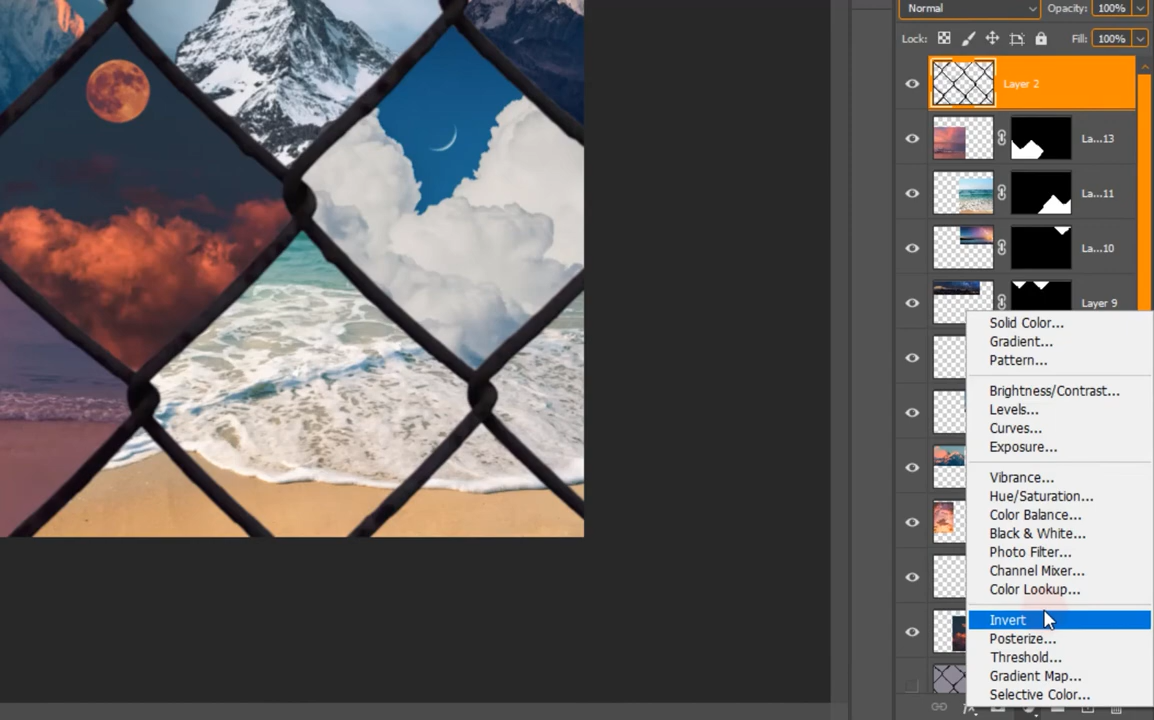 Normal
Opacity: 100%
Lock: Fill: 100%
Layer 2
La...13
La...11
La...10
Layer 9
Solid Color...
Gradient...
Pattern...
Brightness/Contrast...
Levels...
Curves...
Exposure...
Vibrance...
Hue/Saturation...
Color Balance...
Black & White...
Photo Filter...
Channel Mixer...
Color Lookup...
Invert
Posterize...
Threshold...
Gradient Map...
Selective Color...